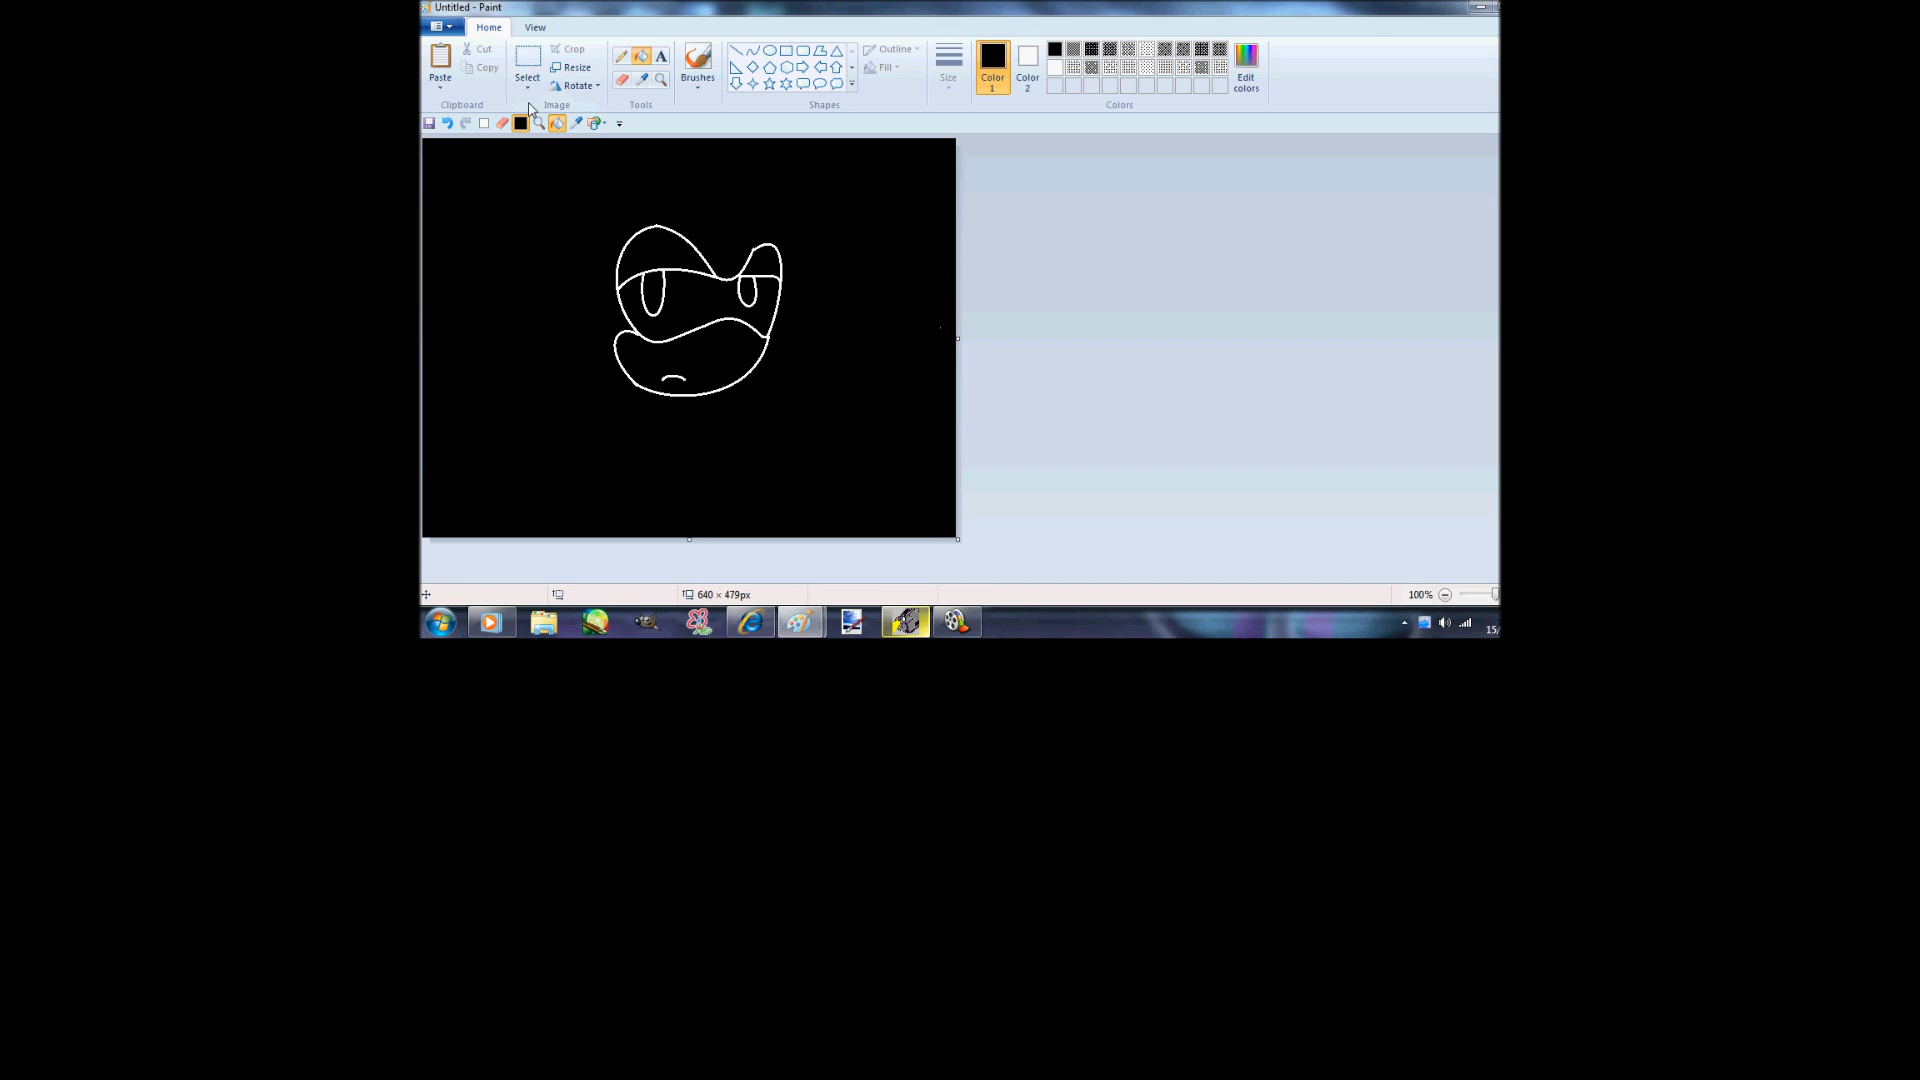 Untitled - Paint
Home View
Paste
Cut
Copy
Clipboard
Select
Crop
Resize
Rotate
Image
A
Tools
Brushes
Shapes
Outline
Fill
Size
Color 1
Color 2
Edit colors
Colors
640 × 479px
100%
15/